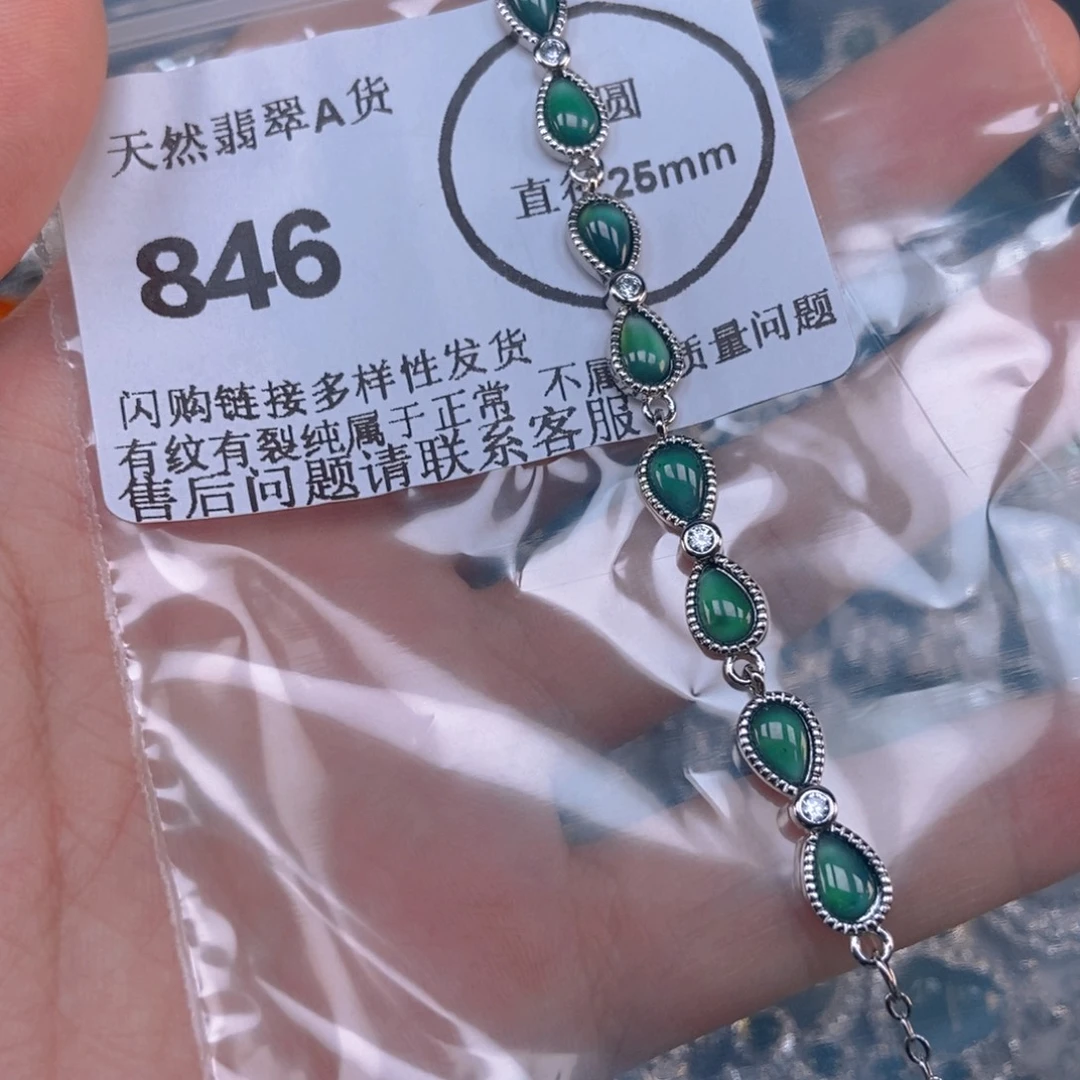 天然翡翠A货
圆
直径25mm
846
闪购链接多样性发货
有纹有裂纯属于正常 不属 质量问题
售后问题请联系客服